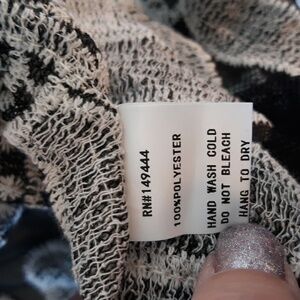 RN#149444
100%POLYESTER
HAND WASH COLD
DO NOT BLEACH
HANG TO DRY